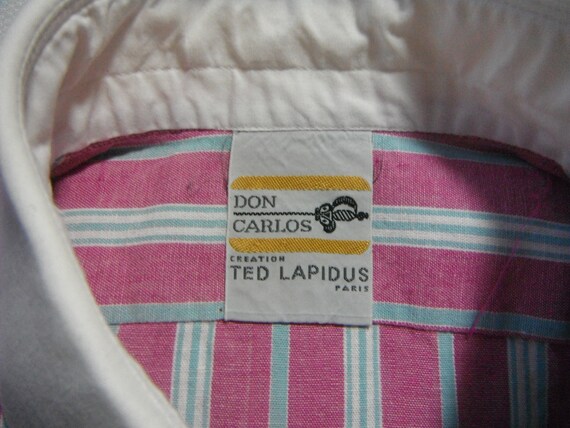 DON
CARLOS
CREATION
TED LAPIDUS
PARIS